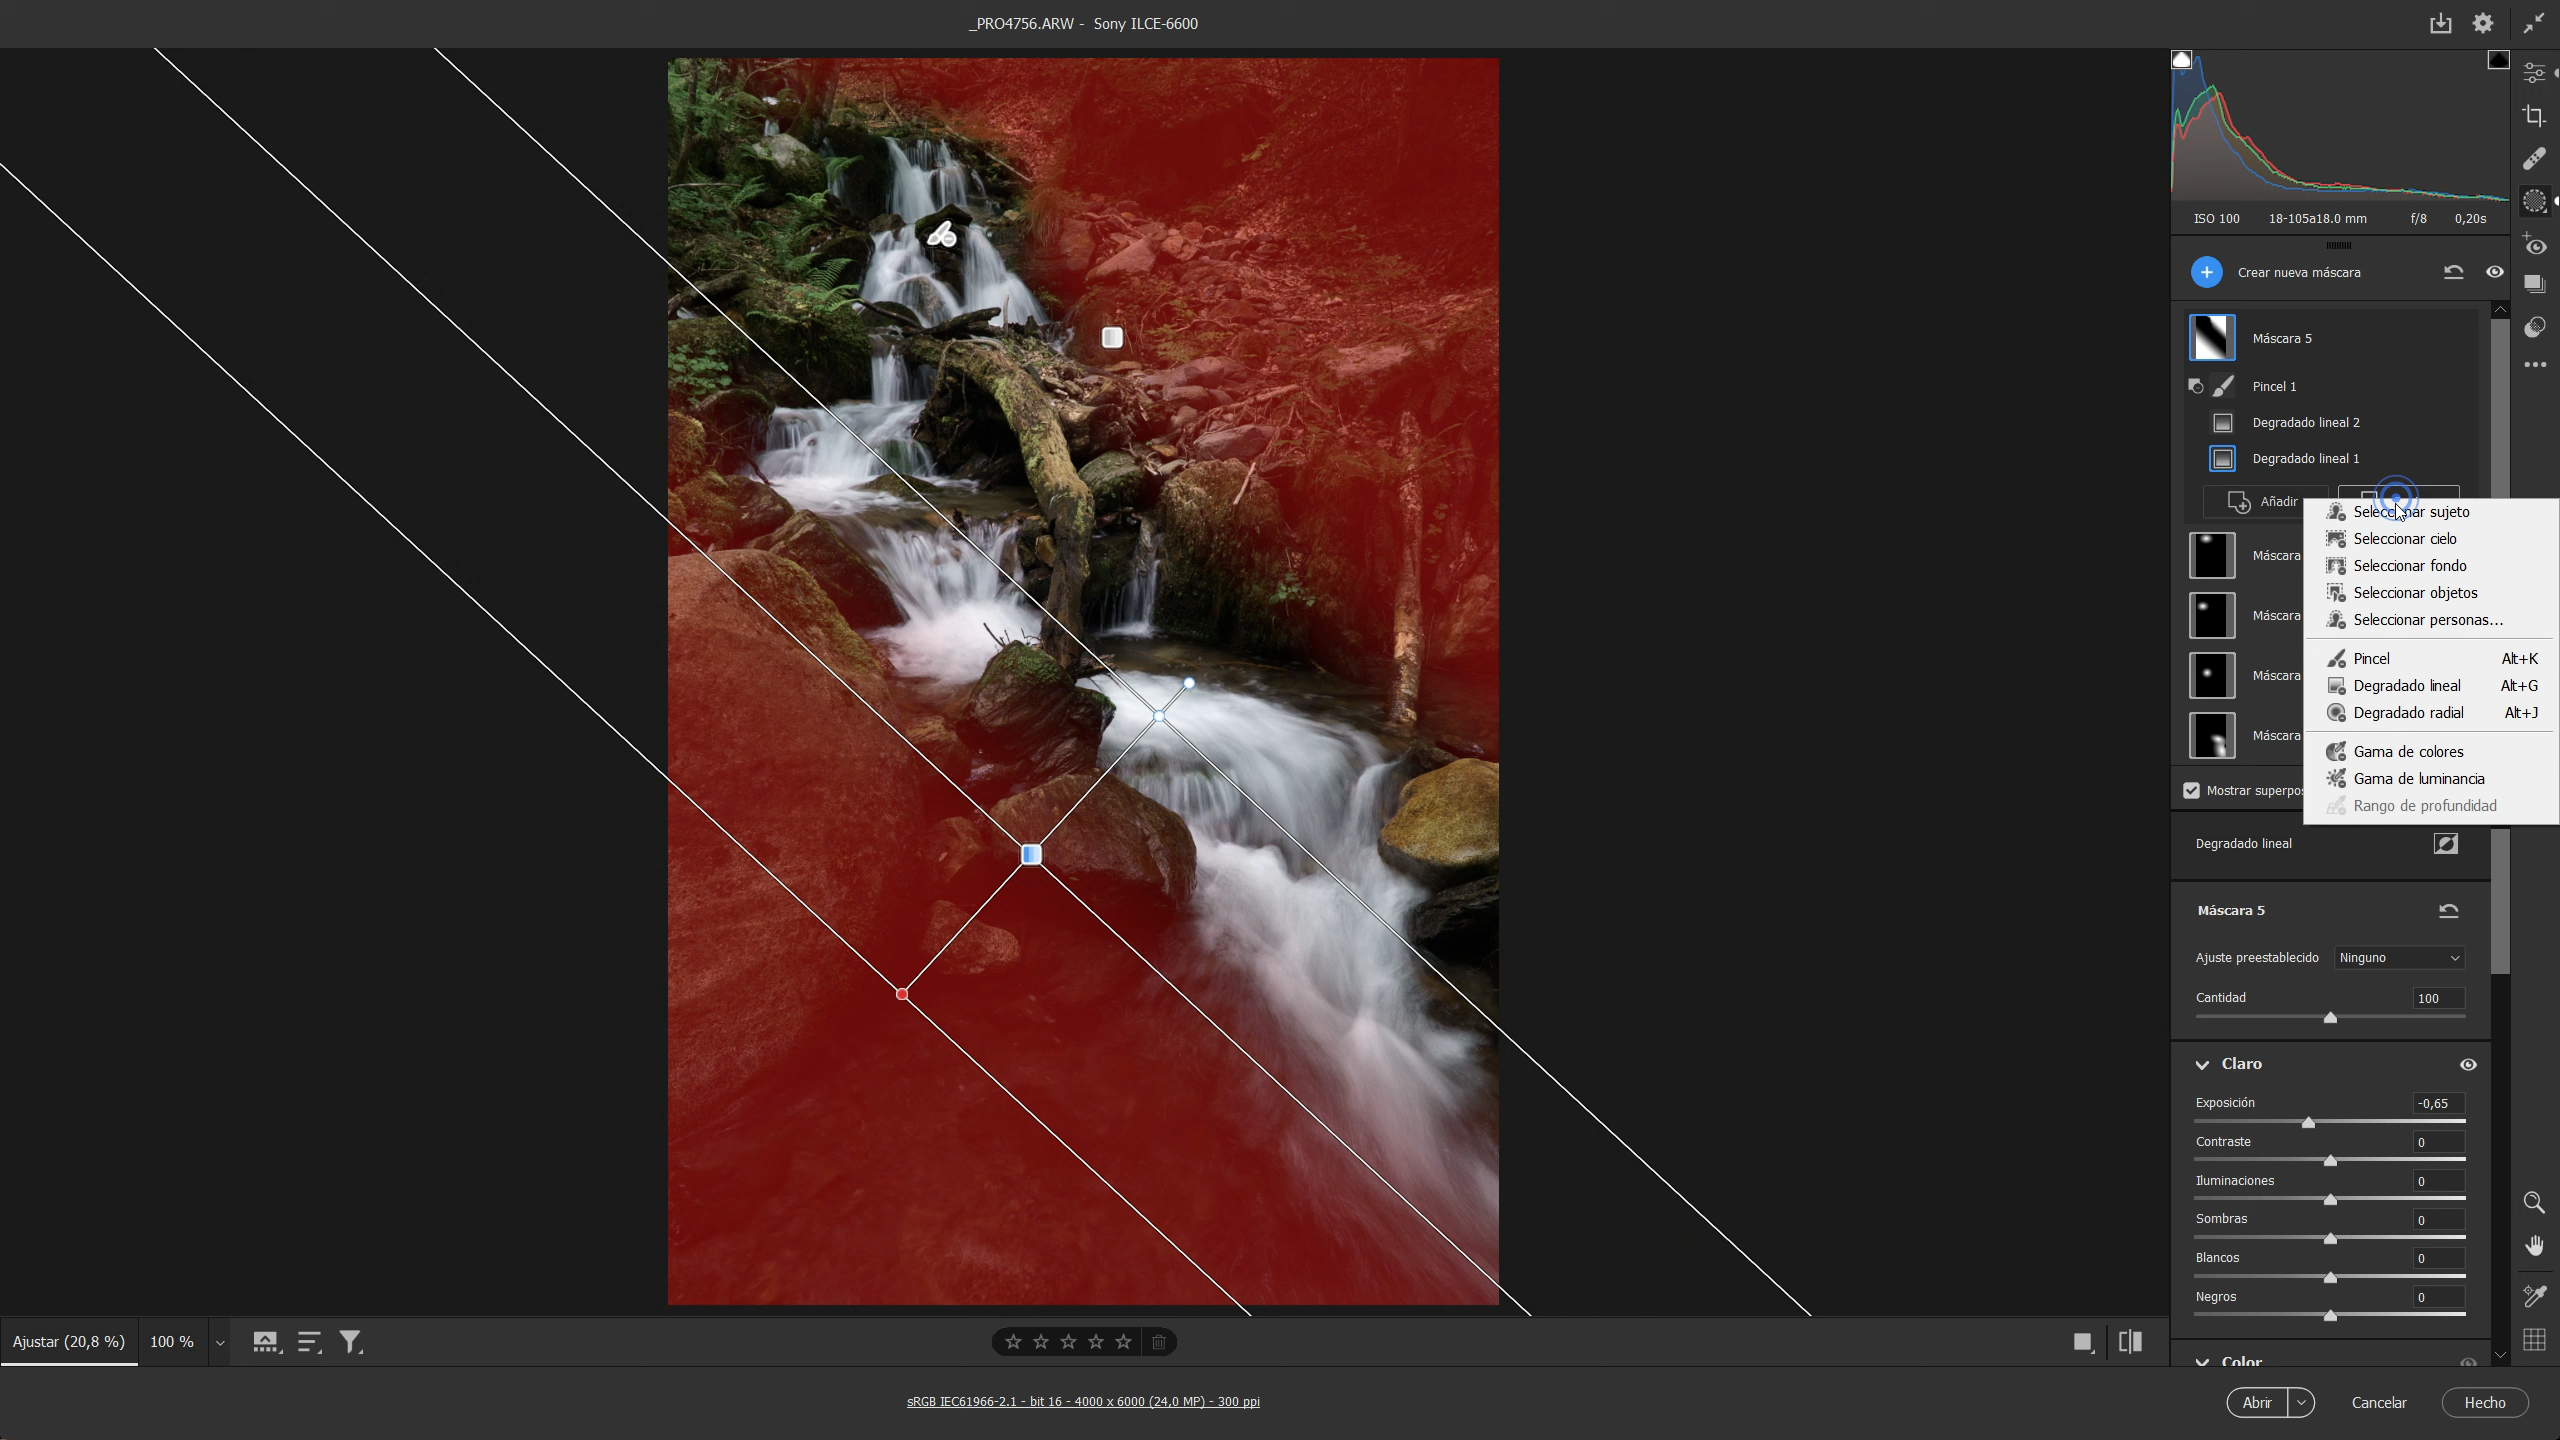 _PRO4756.ARW - Sony ILCE-6600
ISO 100 18-105a18.0 mm f/8 0,20s
Crear nueva máscara
Máscara 5
Pincel 1
Degradado lineal 2
Degradado lineal 1
Añadir
Seleccionar sujeto
Seleccionar cielo
Máscara
Seleccionar fondo
Seleccionar objetos
Máscara
Seleccionar personas...
Pincel Alt+K
Máscara
Degradado lineal Alt+G
Degradado radial Alt+J
Máscara
Gama de colores
Gama de luminancia
Mostrar superpos
Rango de profundidad
Degradado lineal
Máscara 5
Ajuste preestablecido Ninguno
Cantidad 100
Claro
Exposición -0,65
Contraste 0
Iluminaciones 0
Sombras 0
Blancos 0
Negros 0
Color
Ajustar (20,8 %) 100 %
sRGB IEC61966-2.1 - bit 16 - 4000 x 6000 (24,0 MP) - 300 ppi
Abrir Cancelar Hecho